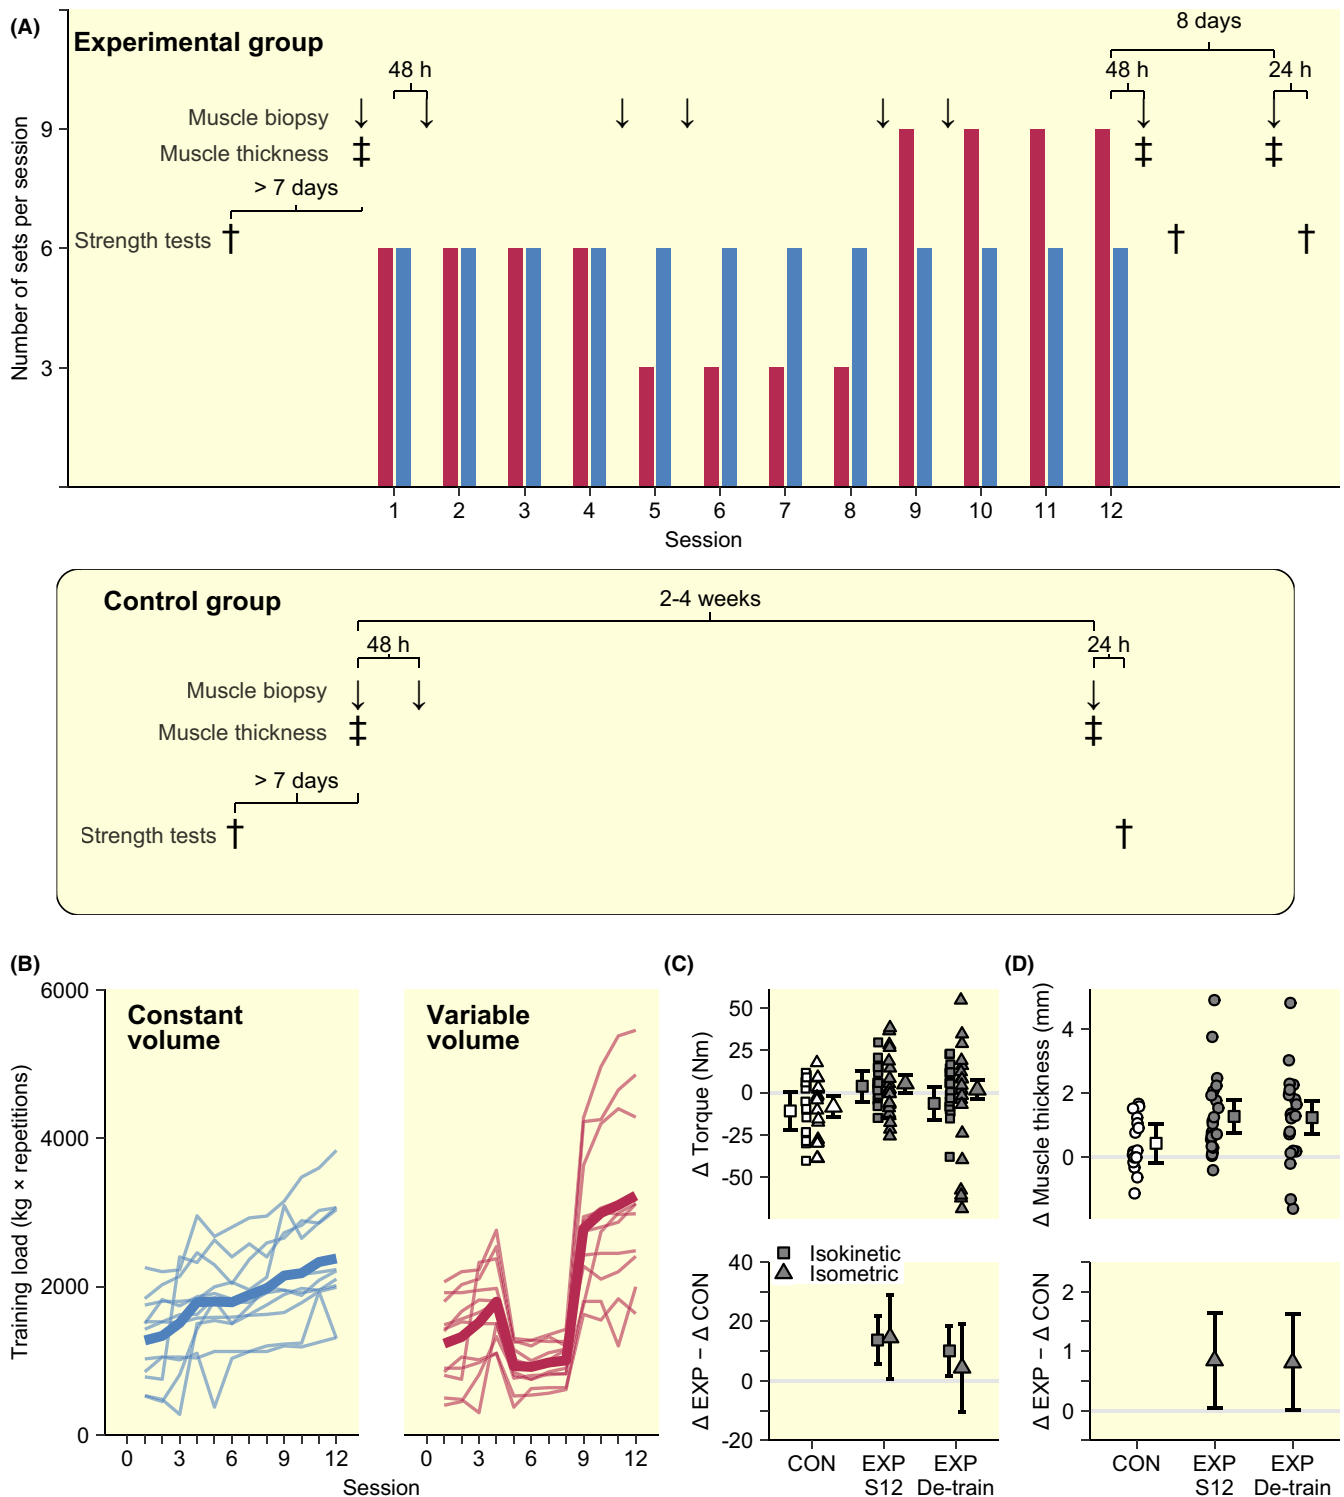 (A)
Experimental group
8 days
48 h
48 h
24 h
Muscle biopsy
↓ ↓ ↓ ↓ ↓ ↓ ↓ ↓
Muscle thickness
‡ ‡ ‡
> 7 days
Strength tests
† † †
Number of sets per session
9
6
3
1 2 3 4 5 6 7 8 9 10 11 12
Session
Control group
2-4 weeks
48 h
24 h
Muscle biopsy
↓ ↓ ↓
Muscle thickness
‡ ‡
> 7 days
Strength tests
† †
(B)
Training load (kg × repetitions)
6000
4000
2000
0
Constant
volume
0 3 6 9 12
Variable
volume
0 3 6 9 12
Session
(C)
Δ Torque (Nm)
50
25
0
-25
-50
Isokinetic
Isometric
Δ EXP − Δ CON
40
20
0
-20
CON
EXP
S12
EXP
De-train
(D)
Δ Muscle thickness (mm)
4
2
0
Δ EXP − Δ CON
2
1
0
CON
EXP
S12
EXP
De-train